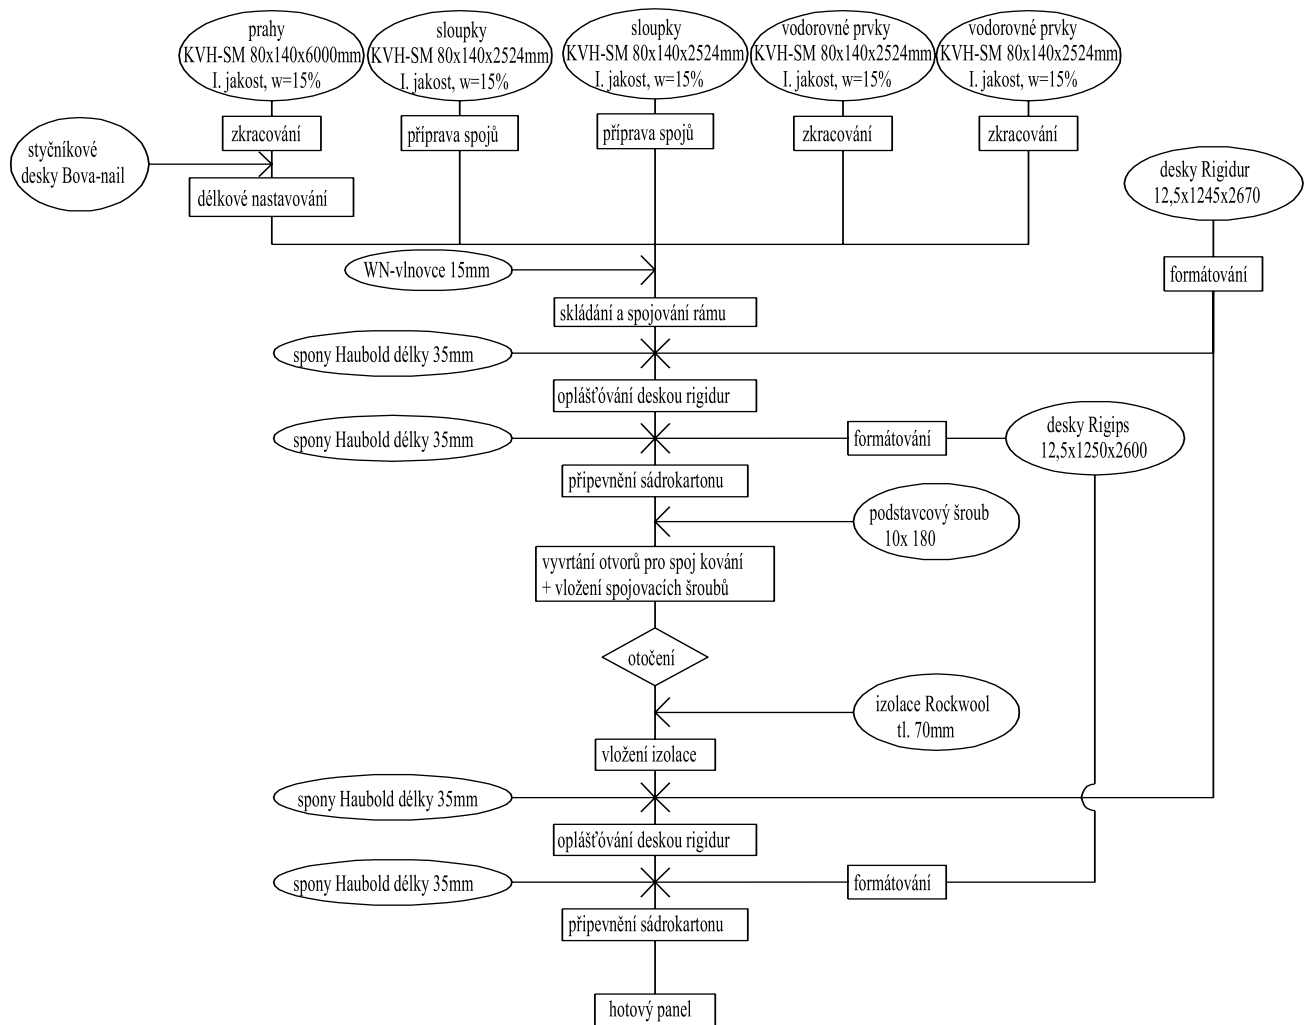 prahy
KVH-SM 80x140x6000mm
I. jakost, w=15%
sloupky
KVH-SM 80x140x2524mm
I. jakost, w=15%
sloupky
KVH-SM 80x140x2524mm
I. jakost, w=15%
vodorovné prvky
KVH-SM 80x140x2524mm
I. jakost, w=15%
vodorovné prvky
KVH-SM 80x140x2524mm
I. jakost, w=15%
zkracování
příprava spojů
příprava spojů
zkracování
zkracování
styčníkové
desky Bova-nail
délkové nastavování
desky Rigidur
12,5x1245x2670
formátování
WN-vlnovce 15mm
skládání a spojování rámu
spony Haubold délky 35mm
oplášťóvání deskou rigidur
spony Haubold délky 35mm
formátování
desky Rigips
12,5x1250x2600
připevnění sádrokartonu
podstavcový šroub
10x 180
vyvrtání otvorů pro spoj kování
+ vložení spojovacích šroubů
otočení
izolace Rockwool
tl. 70mm
vložení izolace
spony Haubold délky 35mm
oplášťóvání deskou rigidur
spony Haubold délky 35mm
formátování
připevnění sádrokartonu
hotový panel